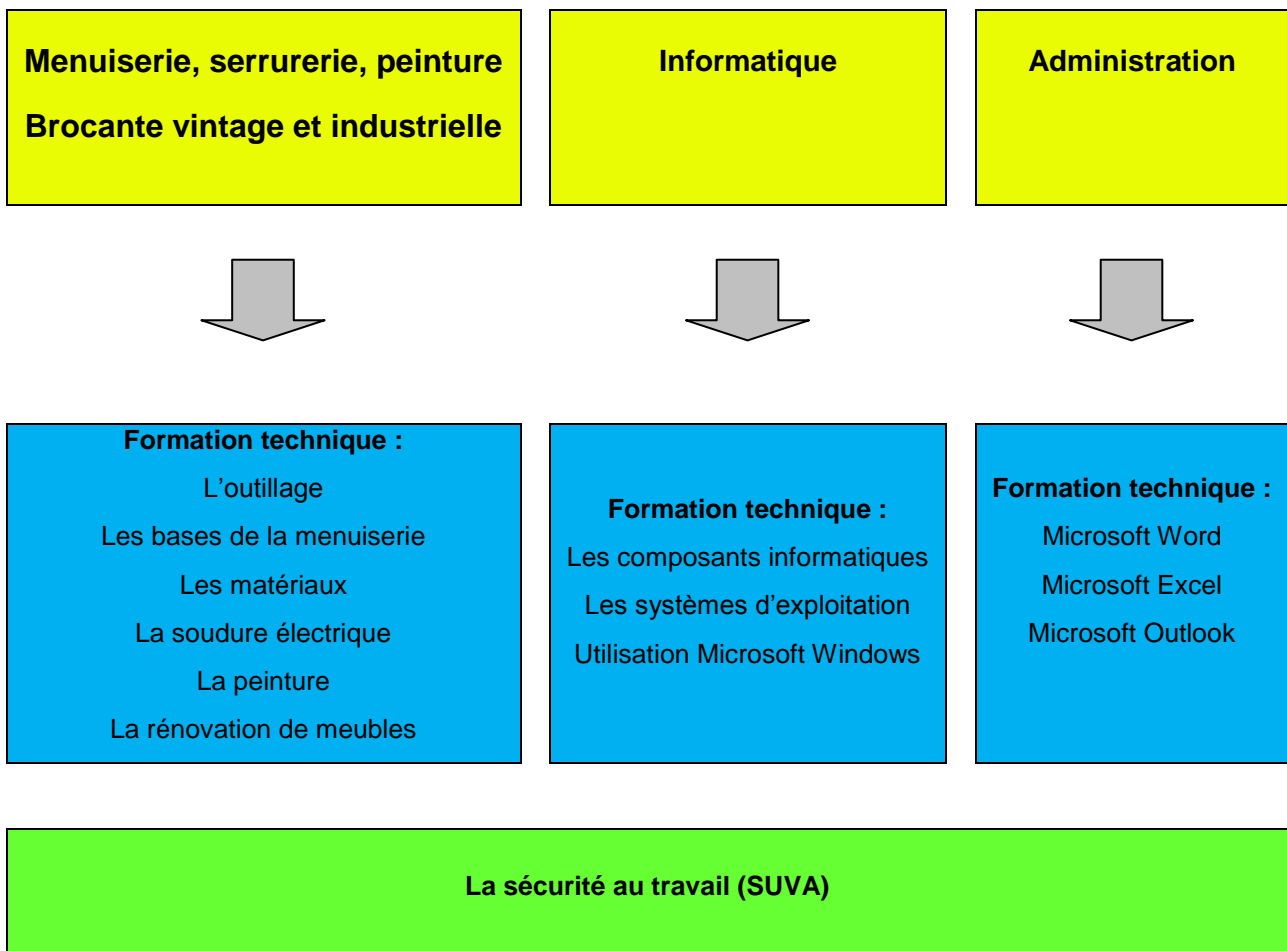 Menuiserie, serrurerie, peinture
Brocante vintage et industrielle
Informatique
Administration
Formation technique :
L’outillage
Les bases de la menuiserie
Les matériaux
La soudure électrique
La peinture
La rénovation de meubles
Formation technique :
Les composants informatiques
Les systèmes d’exploitation
Utilisation Microsoft Windows
Formation technique :
Microsoft Word
Microsoft Excel
Microsoft Outlook
La sécurité au travail (SUVA)